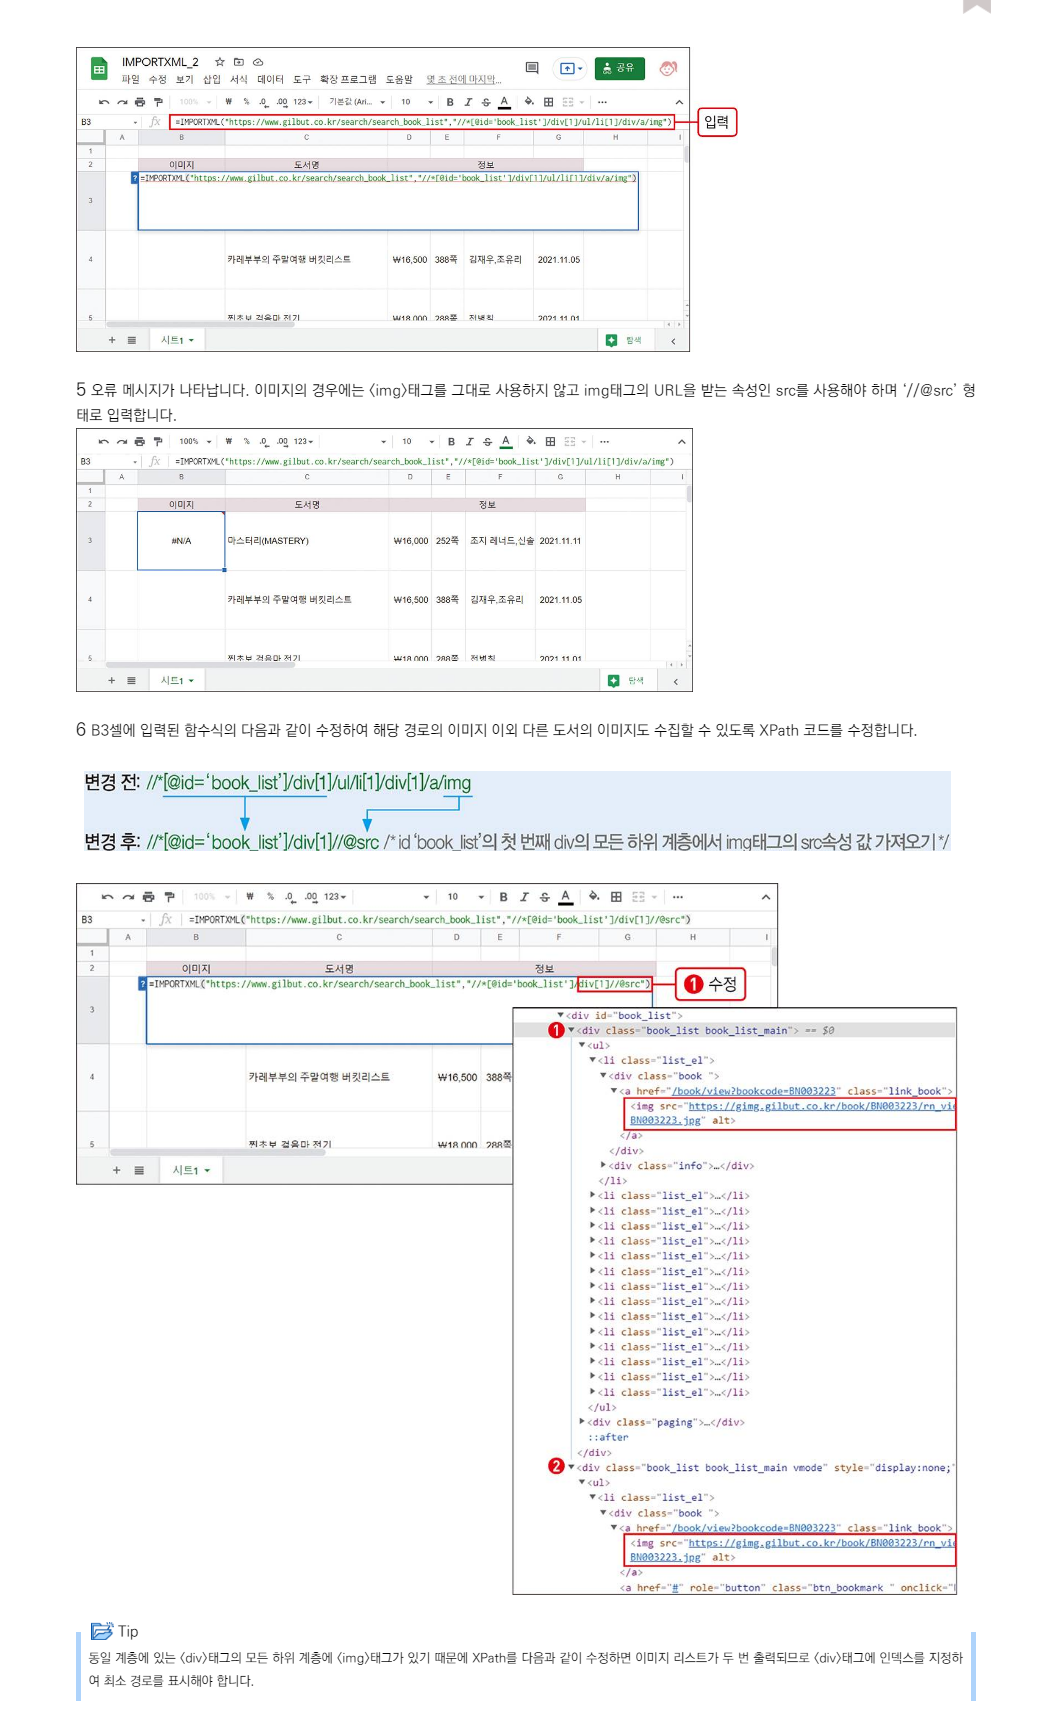 IMPORTXML_2
파일 수정 보기 삽입 서식 데이터 도구 확장 프로그램 도움말 몇 초 전에 마지막...
공유
100% ₩ % .0 .00 123 기본값 (Ari... 10 B I S A ...
B3 fx =IMPORTXML("https://www.gilbut.co.kr/search/search_book_list","//*[@id='book_list']/div[1]/ul/li[1]/div/a/img")
입력
A B C D E F G H I
1
2 이미지 도서명 정보
? =IMPORTXML("https://www.gilbut.co.kr/search/search_book_list","//*[@id='book_list']/div[1]/ul/li[1]/div/a/img")
3
4 카레부부의 주말여행 버킷리스트 ₩16,500 388쪽 김재우,조유리 2021.11.05
5 찐초보 걸음마 전기 ₩18,000 288쪽 전병칠 2021.11.01
+ 시트1 탐색
5 오류 메시지가 나타납니다. 이미지의 경우에는 〈img〉태그를 그대로 사용하지 않고 img태그의 URL을 받는 속성인 src를 사용해야 하며 ‘//@src’ 형
태로 입력합니다.
100% ₩ % .0 .00 123 10 B I S A ...
B3 fx =IMPORTXML("https://www.gilbut.co.kr/search/search_book_list","//*[@id='book_list']/div[1]/ul/li[1]/div/a/img")
A B C D E F G H I
1
2 이미지 도서명 정보
3 #N/A 마스터리(MASTERY) ₩16,000 252쪽 조지 레너드,신솔 2021.11.11
4 카레부부의 주말여행 버킷리스트 ₩16,500 388쪽 김재우,조유리 2021.11.05
5 찐초보 걸음마 전기 ₩18,000 288쪽 전병칠 2021.11.01
+ 시트1 탐색
6 B3셀에 입력된 함수식의 다음과 같이 수정하여 해당 경로의 이미지 이외 다른 도서의 이미지도 수집할 수 있도록 XPath 코드를 수정합니다.
변경 전: //*[@id=‘book_list’]/div[1]/ul/li[1]/div[1]/a/img
변경 후: //*[@id=‘book_list’]/div[1]//@src /* id ‘book_list’의 첫 번째 div의 모든 하위 계층에서 img태그의 src속성 값 가져오기 */
100% ₩ % .0 .00 123 10 B I S A ...
B3 fx =IMPORTXML("https://www.gilbut.co.kr/search/search_book_list","//*[@id='book_list']/div[1]//@src")
A B C D E F G H I
1
2 이미지 도서명 정보
? =IMPORTXML("https://www.gilbut.co.kr/search/search_book_list","//*[@id='book_list']/div[1]//@src")
1 수정
3
4 카레부부의 주말여행 버킷리스트 ₩16,500 388쪽
5 찐초보 걸음마 전기 ₩18,000 288쪽
+ 시트1
▼<div id="book_list">
1 ▼<div class="book_list book_list_main"> == $0
▼<ul>
▼<li class="list_el">
▼<div class="book ">
▼<a href="/book/view?bookcode=BN003223" class="link_book">
<img src="https://gimg.gilbut.co.kr/book/BN003223/rn_vie
BN003223.jpg" alt>
</a>
</div>
▶<div class="info">…</div>
</li>
▶<li class="list_el">…</li>
▶<li class="list_el">…</li>
▶<li class="list_el">…</li>
▶<li class="list_el">…</li>
▶<li class="list_el">…</li>
▶<li class="list_el">…</li>
▶<li class="list_el">…</li>
▶<li class="list_el">…</li>
▶<li class="list_el">…</li>
▶<li class="list_el">…</li>
▶<li class="list_el">…</li>
▶<li class="list_el">…</li>
▶<li class="list_el">…</li>
▶<li class="list_el">…</li>
</ul>
▶<div class="paging">…</div>
::after
</div>
2 ▼<div class="book_list book_list_main vmode" style="display:none;"
▼<ul>
▼<li class="list_el">
▼<div class="book ">
▼<a href="/book/view?bookcode=BN003223" class="link_book">
<img src="https://gimg.gilbut.co.kr/book/BN003223/rn_vie
BN003223.jpg" alt>
</a>
<a href="#" role="button" class="btn_bookmark " onclick="
Tip
동일 계층에 있는 〈div〉태그의 모든 하위 계층에 〈img〉태그가 있기 때문에 XPath를 다음과 같이 수정하면 이미지 리스트가 두 번 출력되므로 〈div〉태그에 인덱스를 지정하
여 최소 경로를 표시해야 합니다.